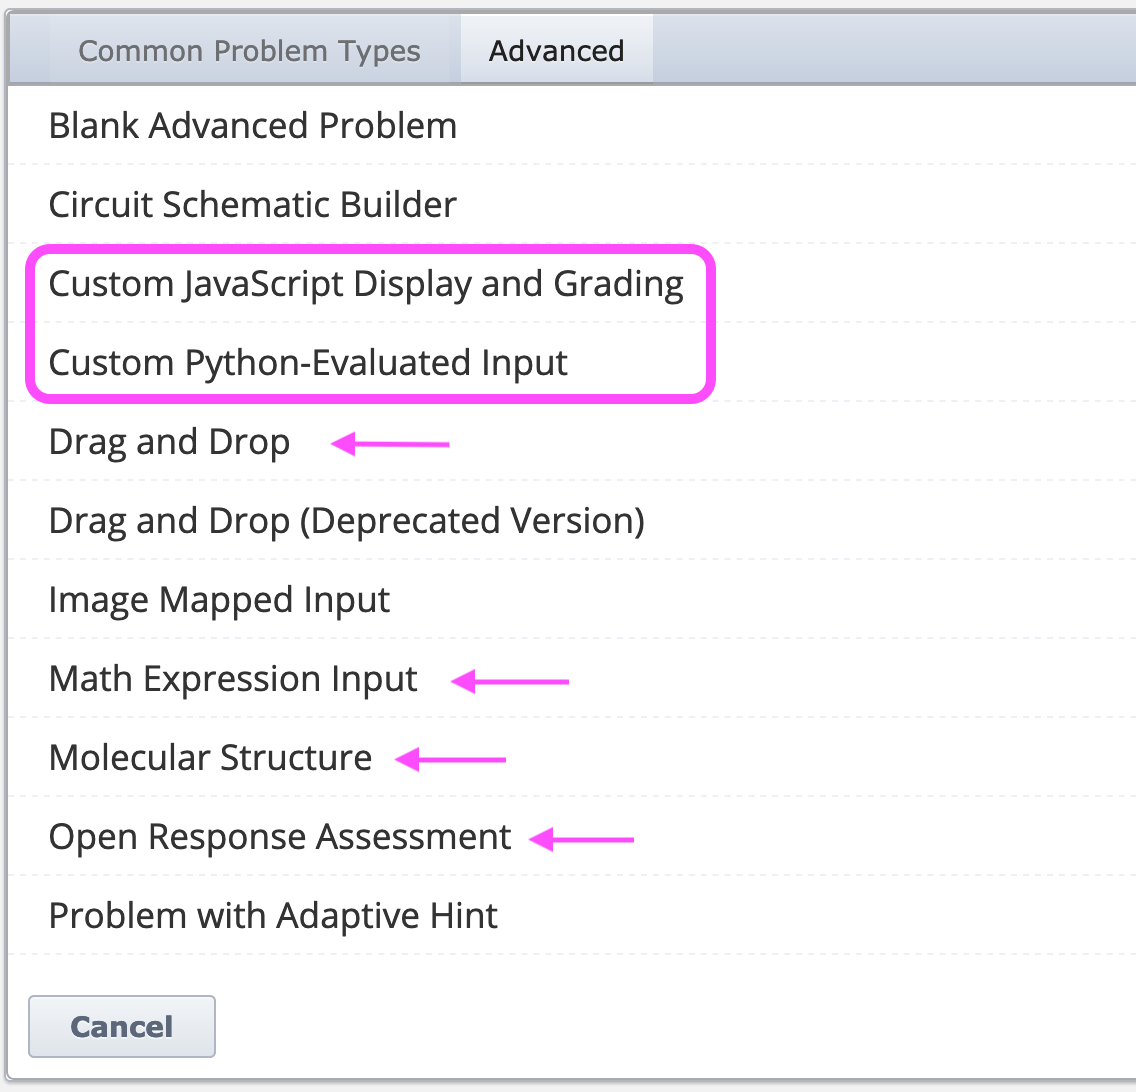 Common Problem Types Advanced
Blank Advanced Problem
Circuit Schematic Builder
Custom JavaScript Display and Grading
Custom Python-Evaluated Input
Drag and Drop
Drag and Drop (Deprecated Version)
Image Mapped Input
Math Expression Input
Molecular Structure
Open Response Assessment
Problem with Adaptive Hint
Cancel